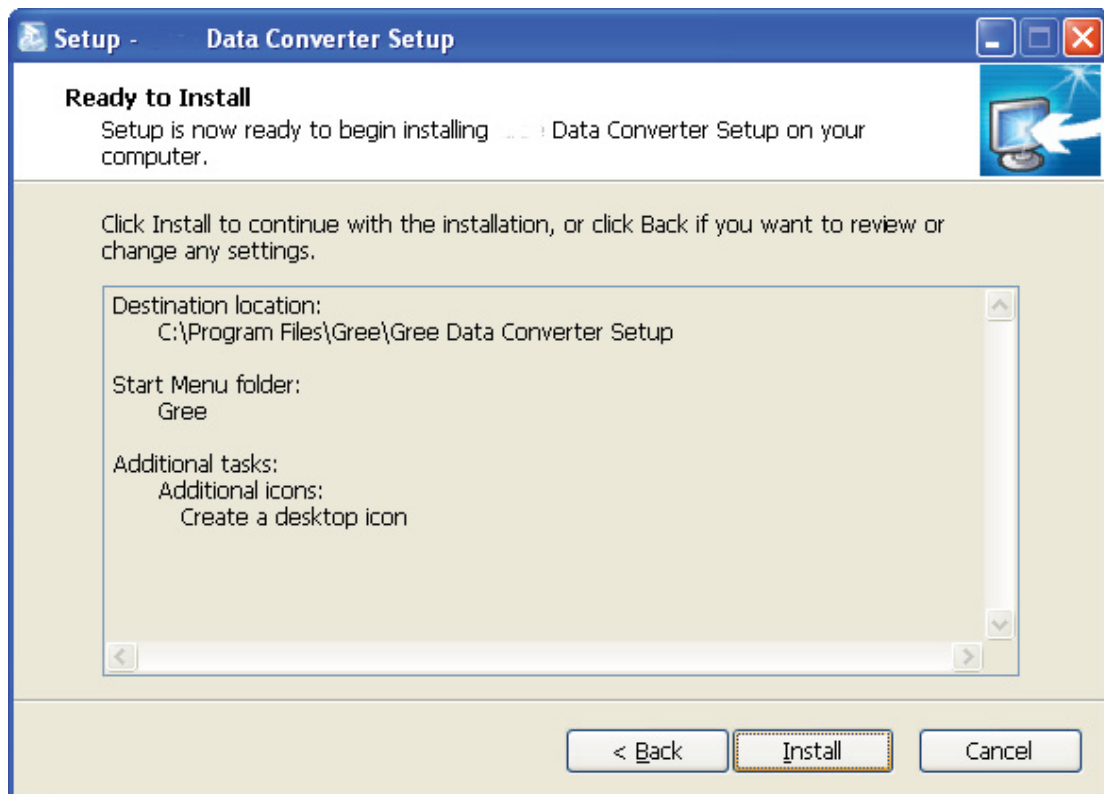 Setup - Data Converter Setup
Ready to Install
Setup is now ready to begin installing Data Converter Setup on your
computer.
Click Install to continue with the installation, or click Back if you want to review or
change any settings.
Destination location:
C:\Program Files\Gree\Gree Data Converter Setup
Start Menu folder:
Gree
Additional tasks:
Additional icons:
Create a desktop icon
< Back
Install
Cancel